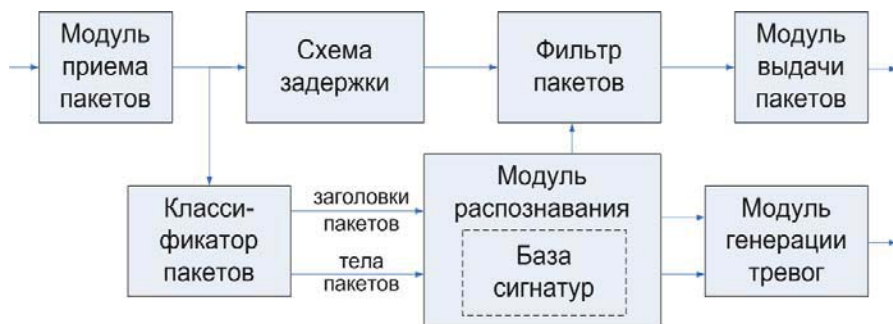 Модуль
приема
пакетов
Схема
задержки
Фильтр
пакетов
Модуль
выдачи
пакетов
Класси-
фикатор
пакетов
заголовки
пакетов
тела
пакетов
Модуль
распознавания
База
сигнатур
Модуль
генерации
тревог